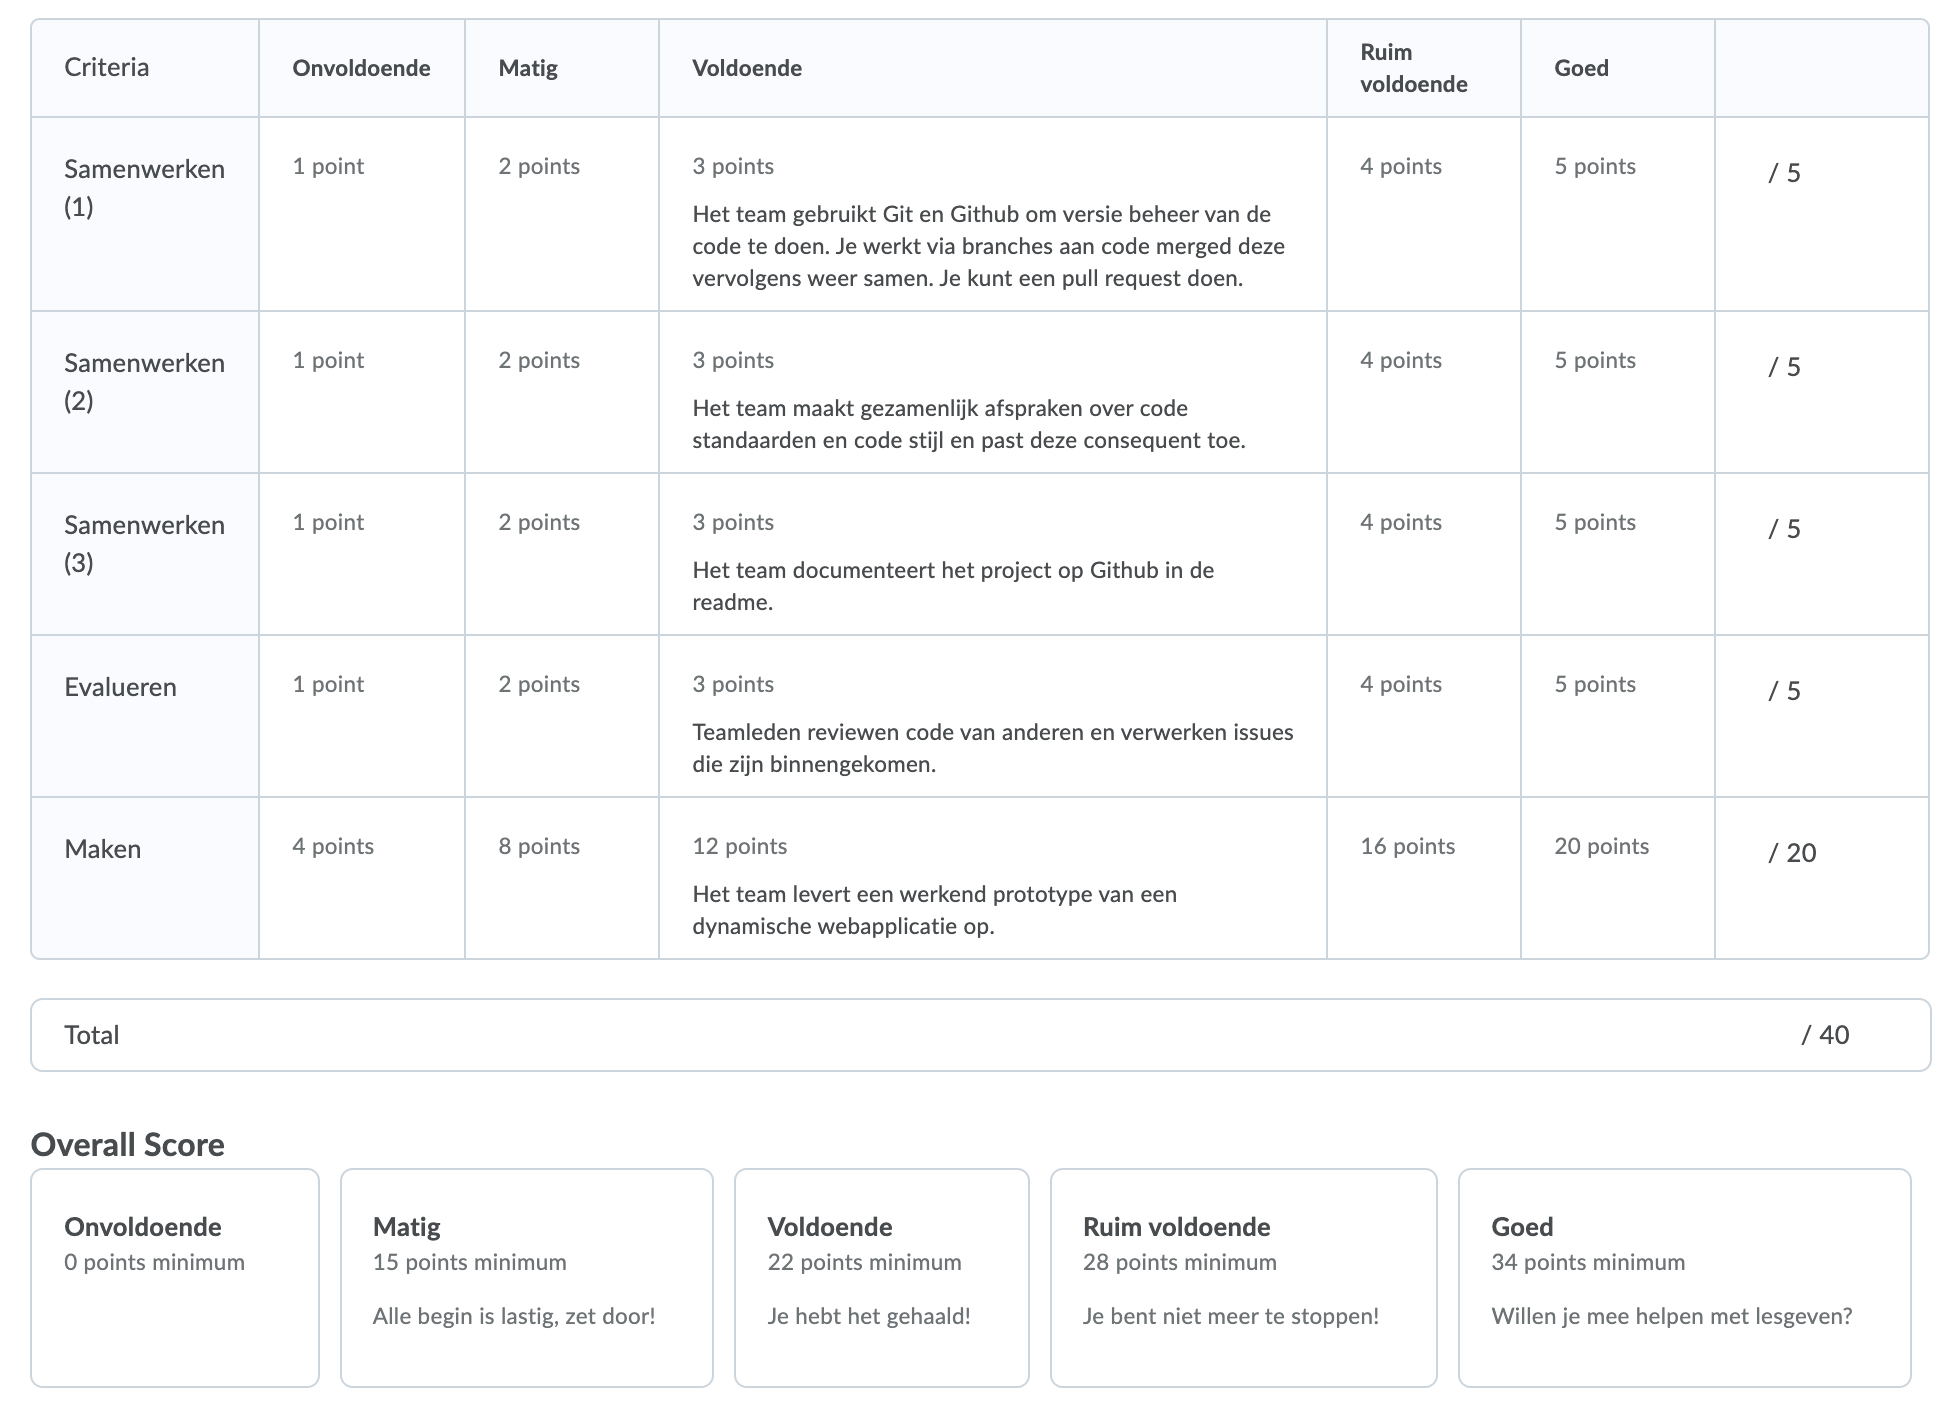 Criteria
Onvoldoende
Matig
Voldoende
Ruim
voldoende
Goed
Samenwerken
(1)
1 point
2 points
3 points
Het team gebruikt Git en Github om versie beheer van de
code te doen. Je werkt via branches aan code merged deze
vervolgens weer samen. Je kunt een pull request doen.
4 points
5 points
/ 5
Samenwerken
(2)
1 point
2 points
3 points
Het team maakt gezamenlijk afspraken over code
standaarden en code stijl en past deze consequent toe.
4 points
5 points
/ 5
Samenwerken
(3)
1 point
2 points
3 points
Het team documenteert het project op Github in de
readme.
4 points
5 points
/ 5
Evalueren
1 point
2 points
3 points
Teamleden reviewen code van anderen en verwerken issues
die zijn binnengekomen.
4 points
5 points
/ 5
Maken
4 points
8 points
12 points
Het team levert een werkend prototype van een
dynamische webapplicatie op.
16 points
20 points
/ 20
Total
/ 40
Overall Score
Onvoldoende
0 points minimum
Matig
15 points minimum
Alle begin is lastig, zet door!
Voldoende
22 points minimum
Je hebt het gehaald!
Ruim voldoende
28 points minimum
Je bent niet meer te stoppen!
Goed
34 points minimum
Willen je mee helpen met lesgeven?